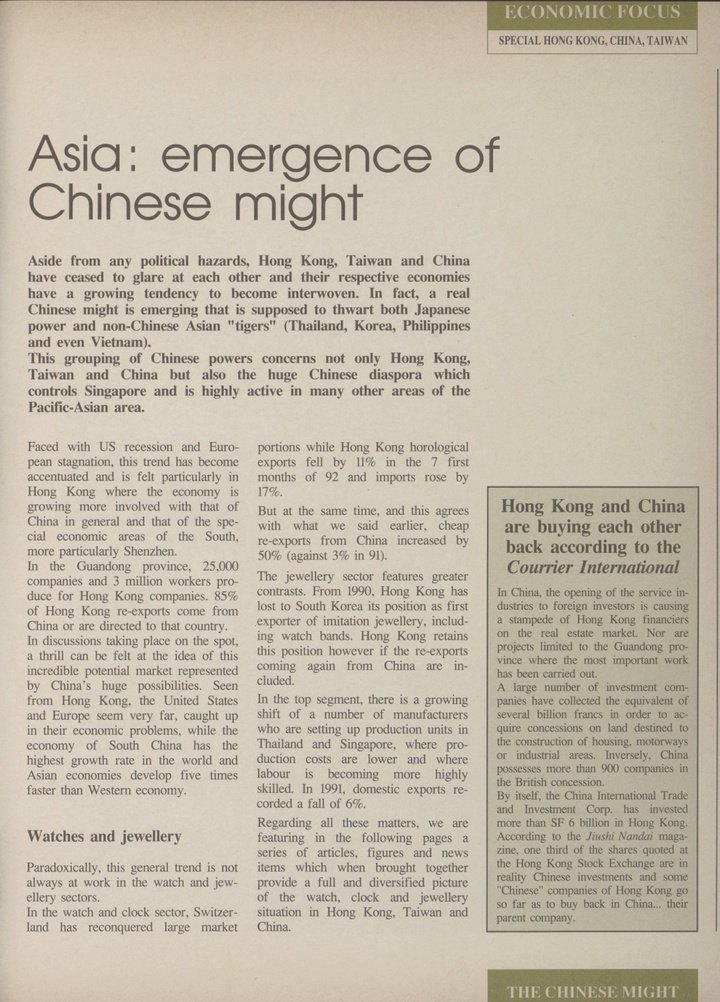 ECONOMIC FOCUS
SPECIAL HONG KONG, CHINA, TAIWAN
Asia: emergence of
Chinese might
Aside from any political hazards, Hong Kong, Taiwan and China
have ceased to glare at each other and their respective economies
have a growing tendency to become interwoven. In fact, a real
Chinese might is emerging that is supposed to thwart both Japanese
power and non-Chinese Asian "tigers" (Thailand, Korea, Philippines
and even Vietnam).
This grouping of Chinese powers concerns not only Hong Kong,
Taiwan and China but also the huge Chinese diaspora which
controls Singapore and is highly active in many other areas of the
Pacific-Asian area.
Faced with US recession and Euro-
pean stagnation, this trend has become
accentuated and is felt particularly in
Hong Kong where the economy is
growing more involved with that of
China in general and that of the spe-
cial economic areas of the South,
more particularly Shenzen.
In the Guandong province, 25,000
companies and 3 million workers pro-
duce for Hong Kong companies. 85%
of Hong Kong re-exports come from
China or are directed to that country.
In discussions taking place on the spot,
a thrill can be felt at the idea of this
incredible potential market represented
by China's huge possibilities. Seen
from Hong Kong, the United States
and Europe seem very far, caught up
in their economic problems, while the
economy of South China has the
highest growth rate in the world and
Asian economies develop five times
faster than Western economy.
Watches and jewellery
Paradoxically, this general trend is not
always at work in the watch and jew-
ellery sectors.
In the watch and clock sector, Switzer-
land has reconquered large market
portions while Hong Kong horological
exports fell by 11% in the 7 first
months of 92 and imports rose by
17%.
But at the same time, and this agrees
with what we said earlier, cheap
re-exports from China increased by
50% (against 3% in 91).
The jewellery sector features greater
contrasts. From 1990, Hong Kong has
lost to South Korea its position as first
exporter of imitation jewellery, includ-
ing watch bands. Hong Kong retains
this position however if the re-exports
coming again from China are in-
cluded.
In the top segment, there is a growing
shift of a number of manufacturers
who are setting up production units in
Thailand and Singapore, where pro-
duction costs are lower and where
labour is becoming more highly
skilled. In 1991, domestic exports re-
corded a fall of 6%.
Regarding all these matters, we are
featuring in the following pages a
series of articles, figures and news
items which when brought together
provide a full and diversified picture
of the watch, clock and jewellery
situation in Hong Kong, Taiwan and
China.
Hong Kong and China
are buying each other
back according to the
Courrier International
In China, the opening of the service in-
dustries to foreign investors is causing
a stampede of Hong Kong financiers
on the real estate market. Nor are
projects limited to the Guandong pro-
vince where the most important work
has been carried out.
A large number of investment com-
panies have collected the equivalent of
several billion francs in order to ac-
quire concessions on land destined to
the construction of housing, motorways
or industrial areas. Inversely, China
possesses more than 900 companies in
the British concession.
By itself, the China International Trade
and Investment Corp. has invested
more than SF 6 billion in Hong Kong.
According to the Jiushi Nandai maga-
zine, one third of the shares quoted at
the Hong Kong Stock Exchange are in
reality Chinese investments and some
"Chinese" companies of Hong Kong go
so far as to buy back in China... their
parent company.
THE CHINESE MIGHT